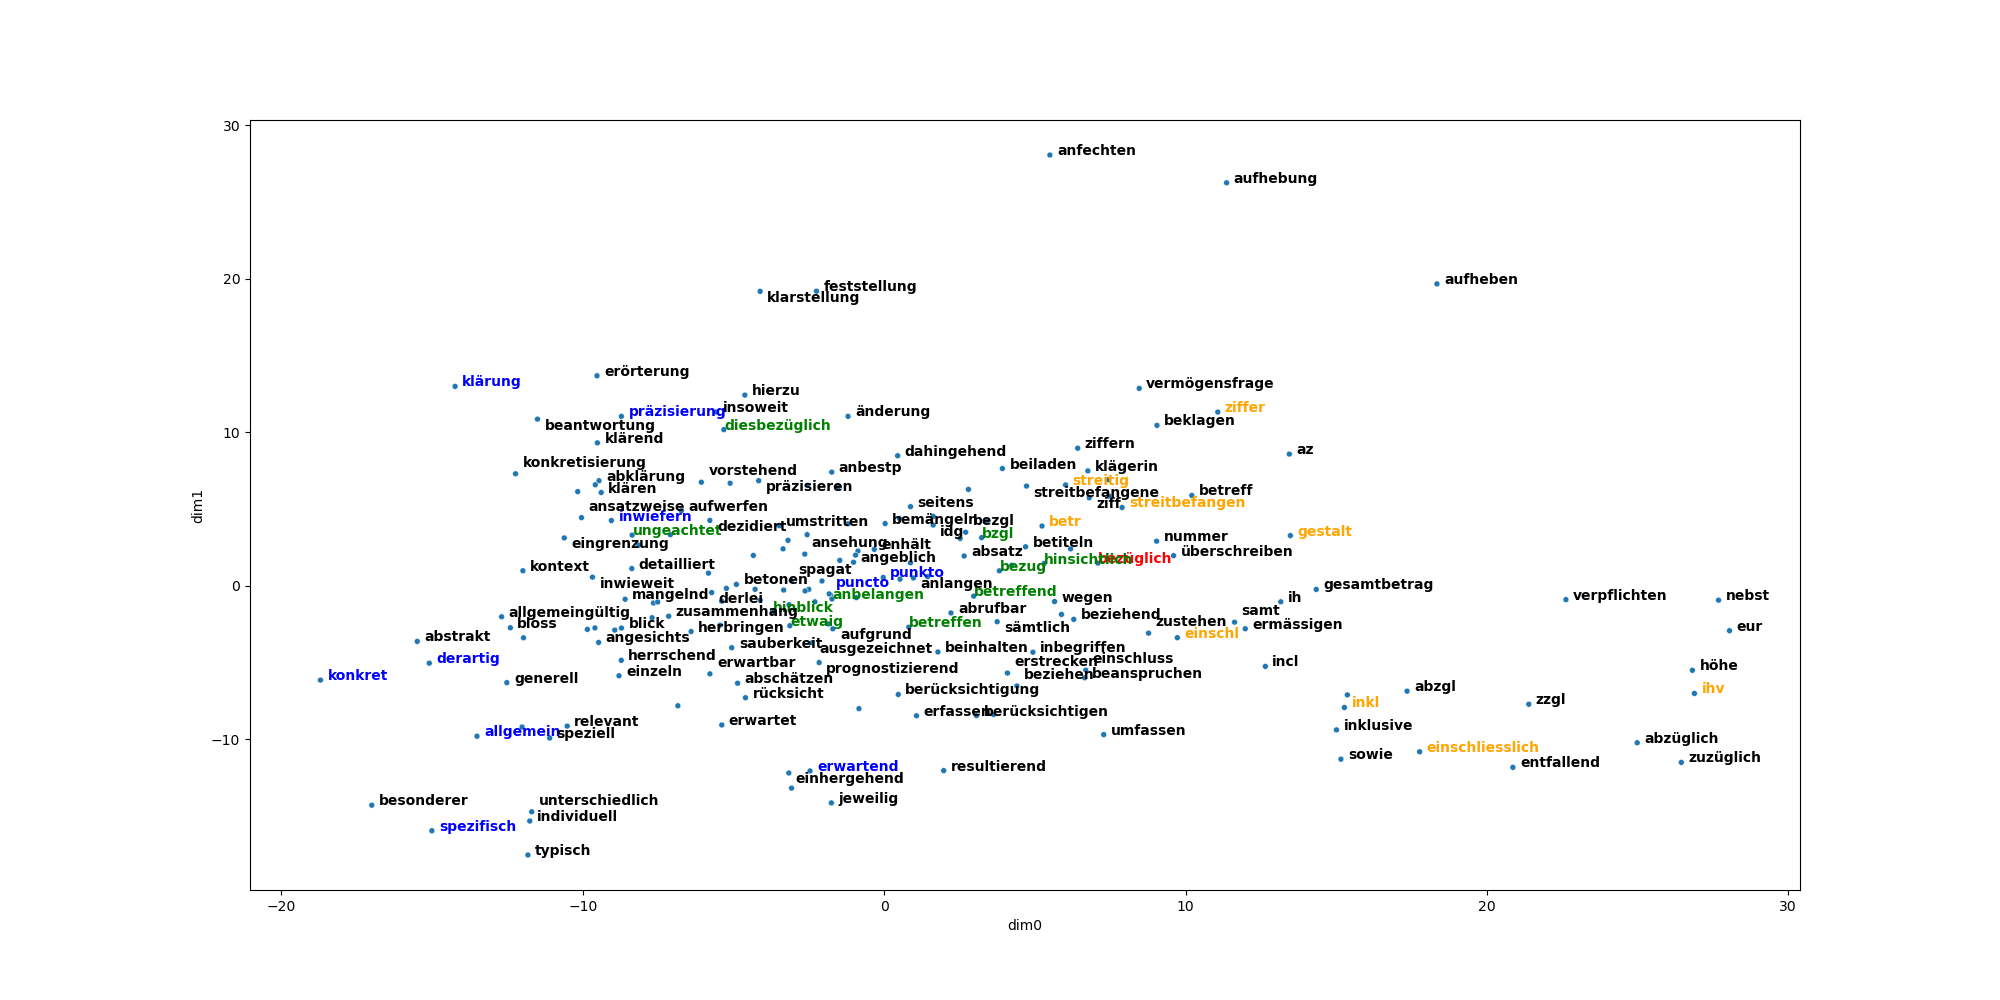 30
anfechten
aufhebung
20
aufheben
feststellung
klarstellung
erörterung
klärung
vermögensfrage
hierzu
insoweit
ziffer
präzisierung
änderung
beklagen
beantwortung
diesbezüglich
10
klärend
ziffern
dahingehend
az
konkretisierung
beiladen
klägerin
vorstehend
anbestp
abklärung
streitig
klären
präzisieren
streitbefangene
betreff
seitens
ziff
streitbefangen
ansatzweise
aufwerfen
inwiefern
umstritten
bemängeln
bezgl
betr
dezidiert
ungeachtet
idg
bzgl
gestalt
eingrenzung
ansehung
enhält
betiteln
nummer
absatz
überschreiben
dim1
angeblich
hinsichtlich
bezüglich
kontext
detailliert
spagat
punkto
bezug
0
inwieweit
betonen
puncto
anlangen
gesamtbetrag
mangelnd
derlei
anbelangen
betreffend
wegen
ih
verpflichten
nebst
allgemeingültig
zusammenhang
hinblick
abrufbar
beziehend
samt
bloss
blick
herbringen
etwaig
betreffen
sämtlich
zustehen
ermässigen
eur
abstrakt
angesichts
aufgrund
einschl
sauberkeit
ausgezeichnet
beinhalten
inbegriffen
derartig
herrschend
erwartbar
prognostizierend
erstrecken
einschluss
incl
höhe
konkret
generell
einzeln
abschätzen
beziehen
beanspruchen
rücksicht
berücksichtigung
abzgl
ihv
relevant
erwartet
erfassen
berücksichtigen
inkl
zzgl
allgemein
speziell
umfassen
inklusive
−10
sowie
einschliesslich
abzüglich
erwartend
resultierend
entfallend
zuzüglich
einhergehend
besonderer
unterschiedlich
jeweilig
spezifisch
individuell
typisch
−20
−10
0
10
20
30
dim0